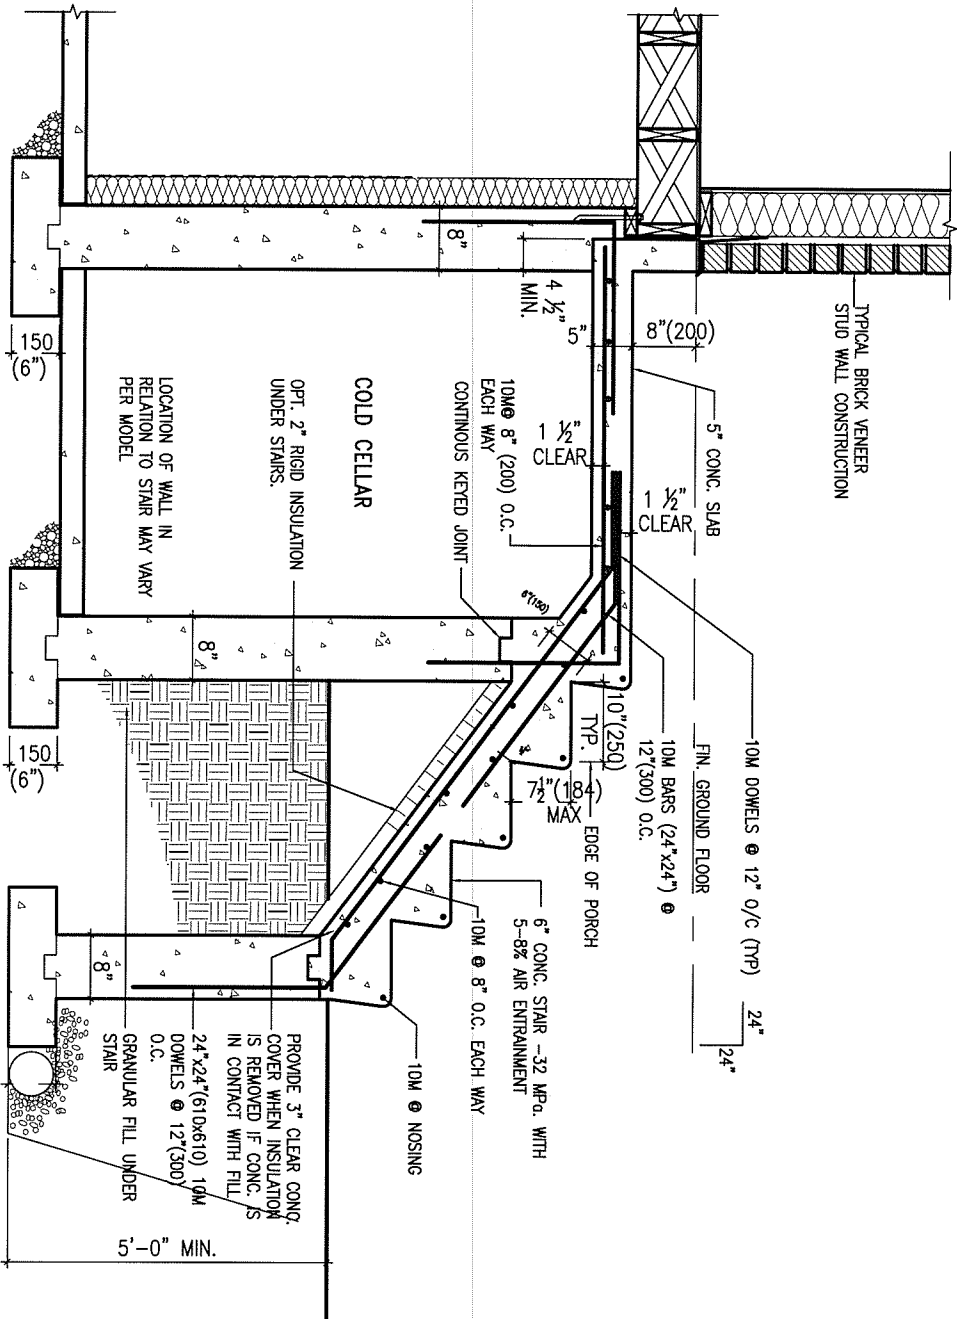 TYPICAL BRICK VENEER
STUD WALL CONSTRUCTION
8"(200)
5"
4 ½"
MIN.
8"
5" CONC. SLAB
1 ½"
CLEAR
1 ½"
CLEAR
10M@ 8" (200) O.C.
EACH WAY
CONTINOUS KEYED JOINT
COLD CELLAR
OPT. 2" RIGID INSULATION
UNDER STAIRS.
LOCATION OF WALL IN
RELATION TO STAIR MAY VARY
PER MODEL
150
(6")
6"(150)
8"
150
(6")
10M DOWELS @ 12" O/C (TYP)
24"
24"
FIN. GROUND FLOOR
10M BARS (24"x24") @
12"(300) O.C.
10"(250)
TYP.
7½"(184)
MAX
EDGE OF PORCH
6" CONC. STAIR -32 MPa. WITH
5-8% AIR ENTRAINMENT
10M @ 8" O.C. EACH WAY
10M @ NOSING
PROVIDE 3" CLEAR CONC.
COVER WHEN INSULATION
IS REMOVED IF CONC. IS
IN CONTACT WITH FILL
24"x24"(610x610) 10M
DOWELS @ 12"(300)
O.C.
GRANULAR FILL UNDER
STAIR
8"
5'-0" MIN.